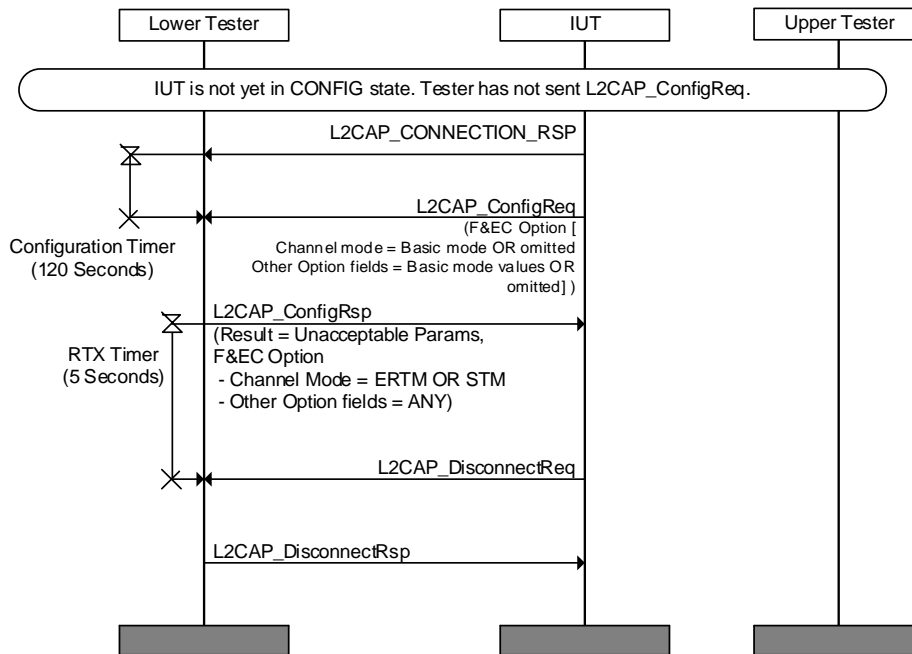 Lower Tester
IUT
Upper Tester
IUT is not yet in CONFIG state. Tester has not sent L2CAP_ConfigReq.
L2CAP_CONNECTION_RSP
L2CAP_ConfigReq
(F&EC Option [
Channel mode = Basic mode OR omitted
Other Option fields = Basic mode values OR
omitted] )
Configuration Timer
(120 Seconds)
L2CAP_ConfigRsp
(Result = Unacceptable Params,
F&EC Option
- Channel Mode = ERTM OR STM
- Other Option fields = ANY)
RTX Timer
(5 Seconds)
L2CAP_DisconnectReq
L2CAP_DisconnectRsp